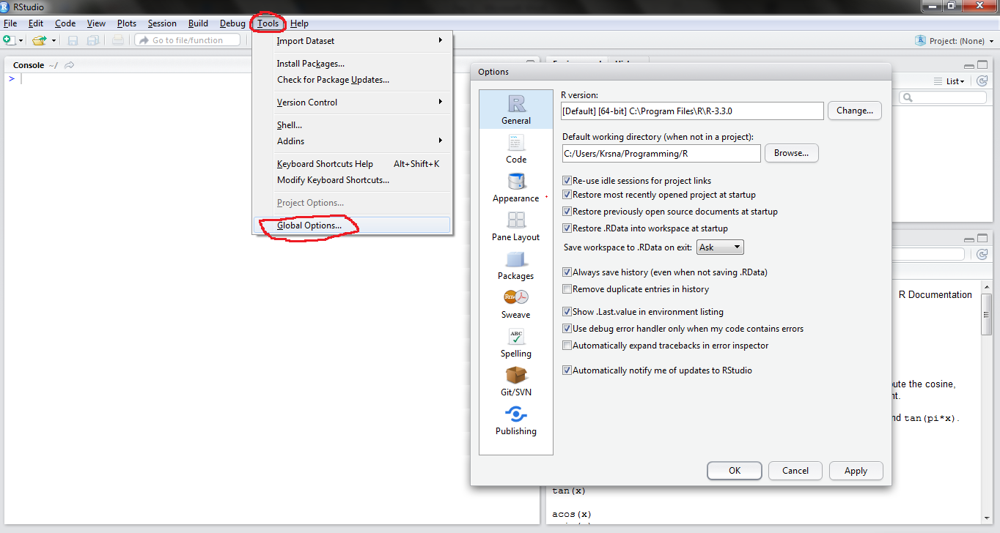 RStudio
File Edit Code View Plots Session Build Debug Tools Help
Go to file/function
Project: (None)
Console ~/
>
Import Dataset
Install Packages...
Check for Package Updates...
Version Control
Shell...
Addins
Keyboard Shortcuts Help Alt+Shift+K
Modify Keyboard Shortcuts...
Project Options...
Global Options...
List
Options
General
Code
Appearance
Pane Layout
Packages
Sweave
ABC
Spelling
Git/SVN
Publishing
R version:
[Default] [64-bit] C:\Program Files\R\R-3.3.0
Change...
Default working directory (when not in a project):
C:/Users/Krsna/Programming/R
Browse...
Re-use idle sessions for project links
Restore most recently opened project at startup
Restore previously open source documents at startup
Restore .RData into workspace at startup
Save workspace to .RData on exit: Ask
Always save history (even when not saving .RData)
Remove duplicate entries in history
Show .Last.value in environment listing
Use debug error handler only when my code contains errors
Automatically expand tracebacks in error inspector
Automatically notify me of updates to RStudio
OK Cancel Apply
R Documentation
the cosine,
tan(pi*x).
tan(x)
acos(x)